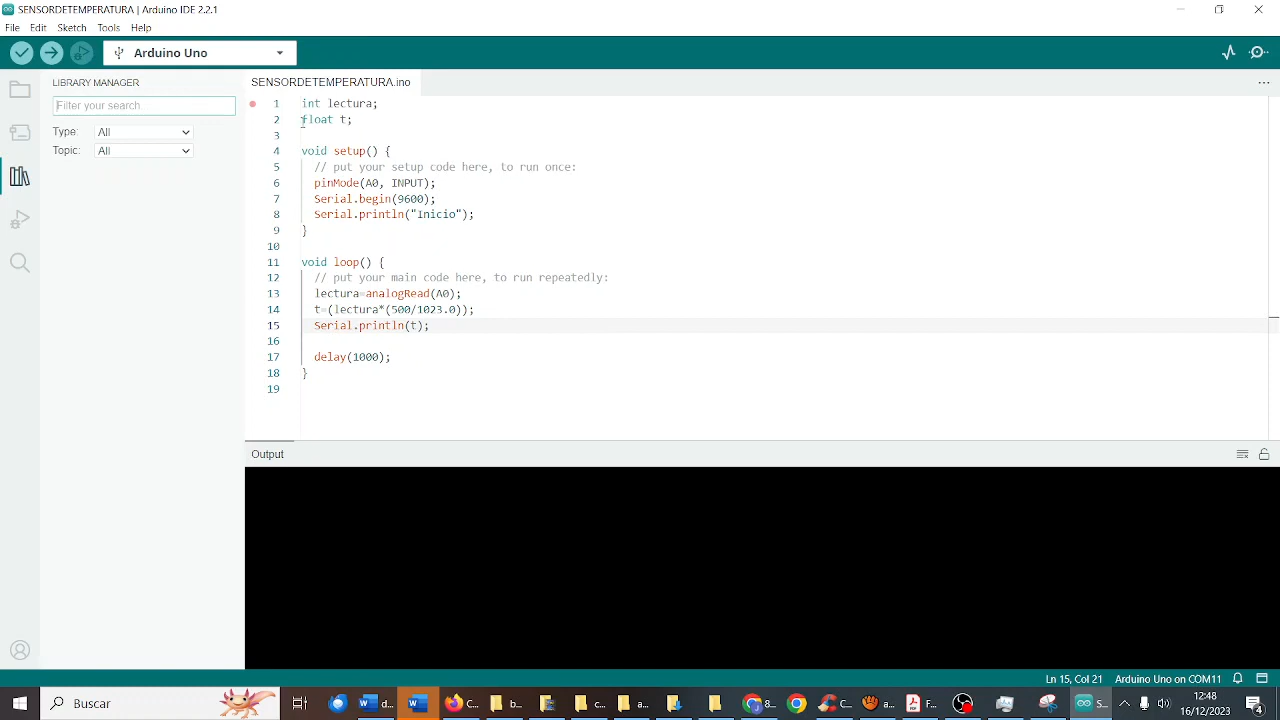 SENSORDETEMPERATURA | Arduino IDE 2.2.1
File Edit Sketch Tools Help
Arduino Uno
LIBRARY MANAGER
Filter your search...
Type: All
Topic: All
SENSORDETEMPERATURA.ino
1 int lectura;
2 float t;
3
4 void setup() {
5 // put your setup code here, to run once:
6 pinMode(A0, INPUT);
7 Serial.begin(9600);
8 Serial.println("Inicio");
9 }
10
11 void loop() {
12 // put your main code here, to run repeatedly:
13 lectura=analogRead(A0);
14 t=(lectura*(500/1023.0));
15 Serial.println(t);
16
17 delay(1000);
18 }
19
Output
Ln 15, Col 21 Arduino Uno on COM11
Buscar
d... C... b... c... a... 8... C... a... F... S...
12:48
16/12/2023
4